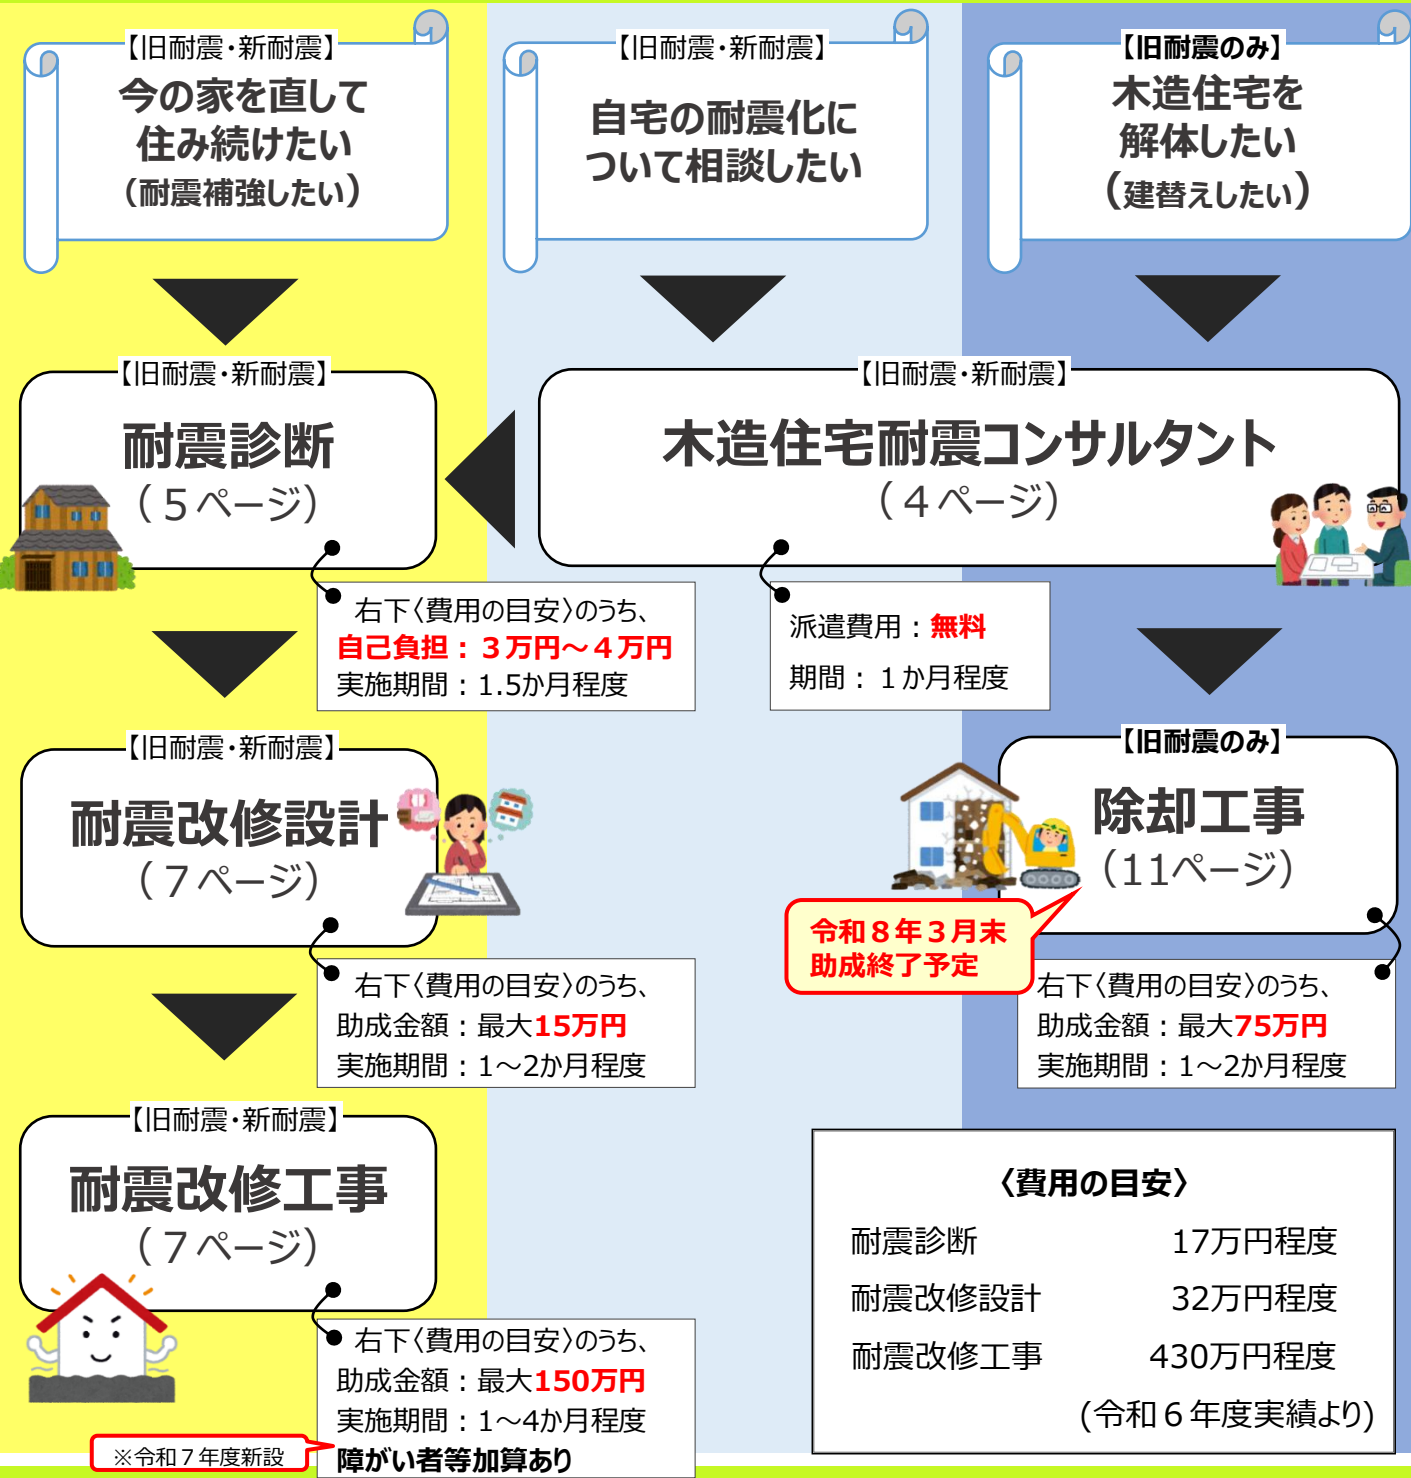 【旧耐震・新耐震】
今の家を直して
住み続けたい
（耐震補強したい）
【旧耐震・新耐震】
自宅の耐震化に
ついて相談したい
【旧耐震のみ】
木造住宅を
解体したい
（建替えしたい）
【旧耐震・新耐震】
耐震診断
（５ページ）
右下〈費用の目安〉のうち、
自己負担：３万円～４万円
実施期間：1.5か月程度
【旧耐震・新耐震】
木造住宅耐震コンサルタント
（４ページ）
派遣費用：無料
期間：１か月程度
【旧耐震・新耐震】
耐震改修設計
（７ページ）
右下〈費用の目安〉のうち、
助成金額：最大15万円
実施期間：1～2か月程度
【旧耐震のみ】
除却工事
（11ページ）
令和８年３月末
助成終了予定
右下〈費用の目安〉のうち、
助成金額：最大75万円
実施期間：1～2か月程度
【旧耐震・新耐震】
耐震改修工事
（７ページ）
右下〈費用の目安〉のうち、
助成金額：最大150万円
実施期間：1～4か月程度
障がい者等加算あり
※令和７年度新設
〈費用の目安〉
耐震診断 17万円程度
耐震改修設計 32万円程度
耐震改修工事 430万円程度
(令和６年度実績より)